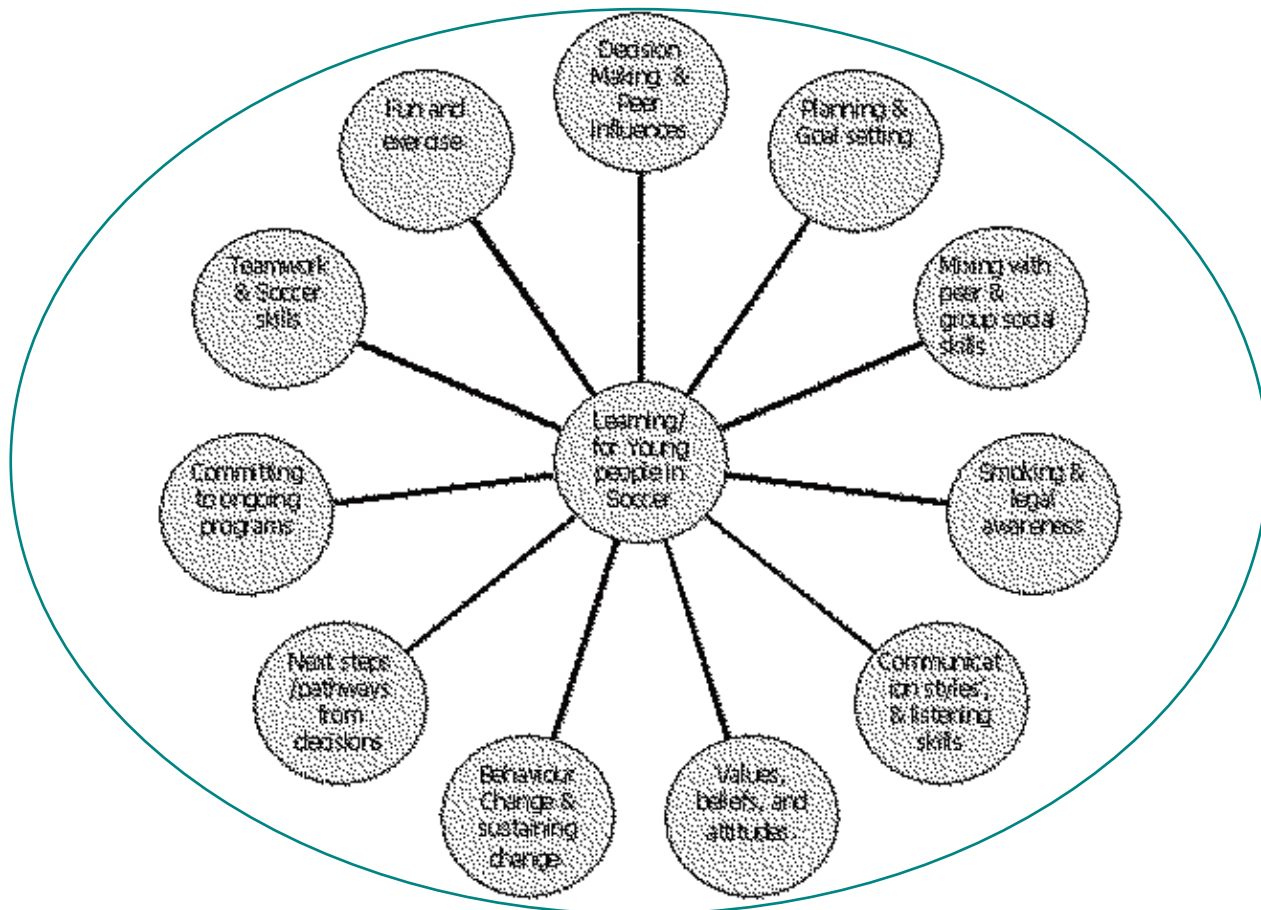 Decision
Making & 
Peer
Influences
Planning &
Goal setting
Mixing with
peer &
group social
skills
Smoking &
legal
awareness
Communicat
ion styles,
& listening
skills
Values,
beliefs, and
attitudes
Behaviour
Change &
sustaining
change
Next steps
/pathways
from
decisions
Committing
to ongoing
programs
Teamwork
& Soccer
skills
Fun and
exercise
Learning/
for Young
people in
Soccer